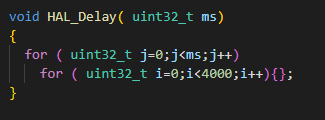 void HAL_Delay( uint32_t ms)
{
for ( uint32_t j=0;j<ms;j++)
for ( uint32_t i=0;i<4000;i++){};
}